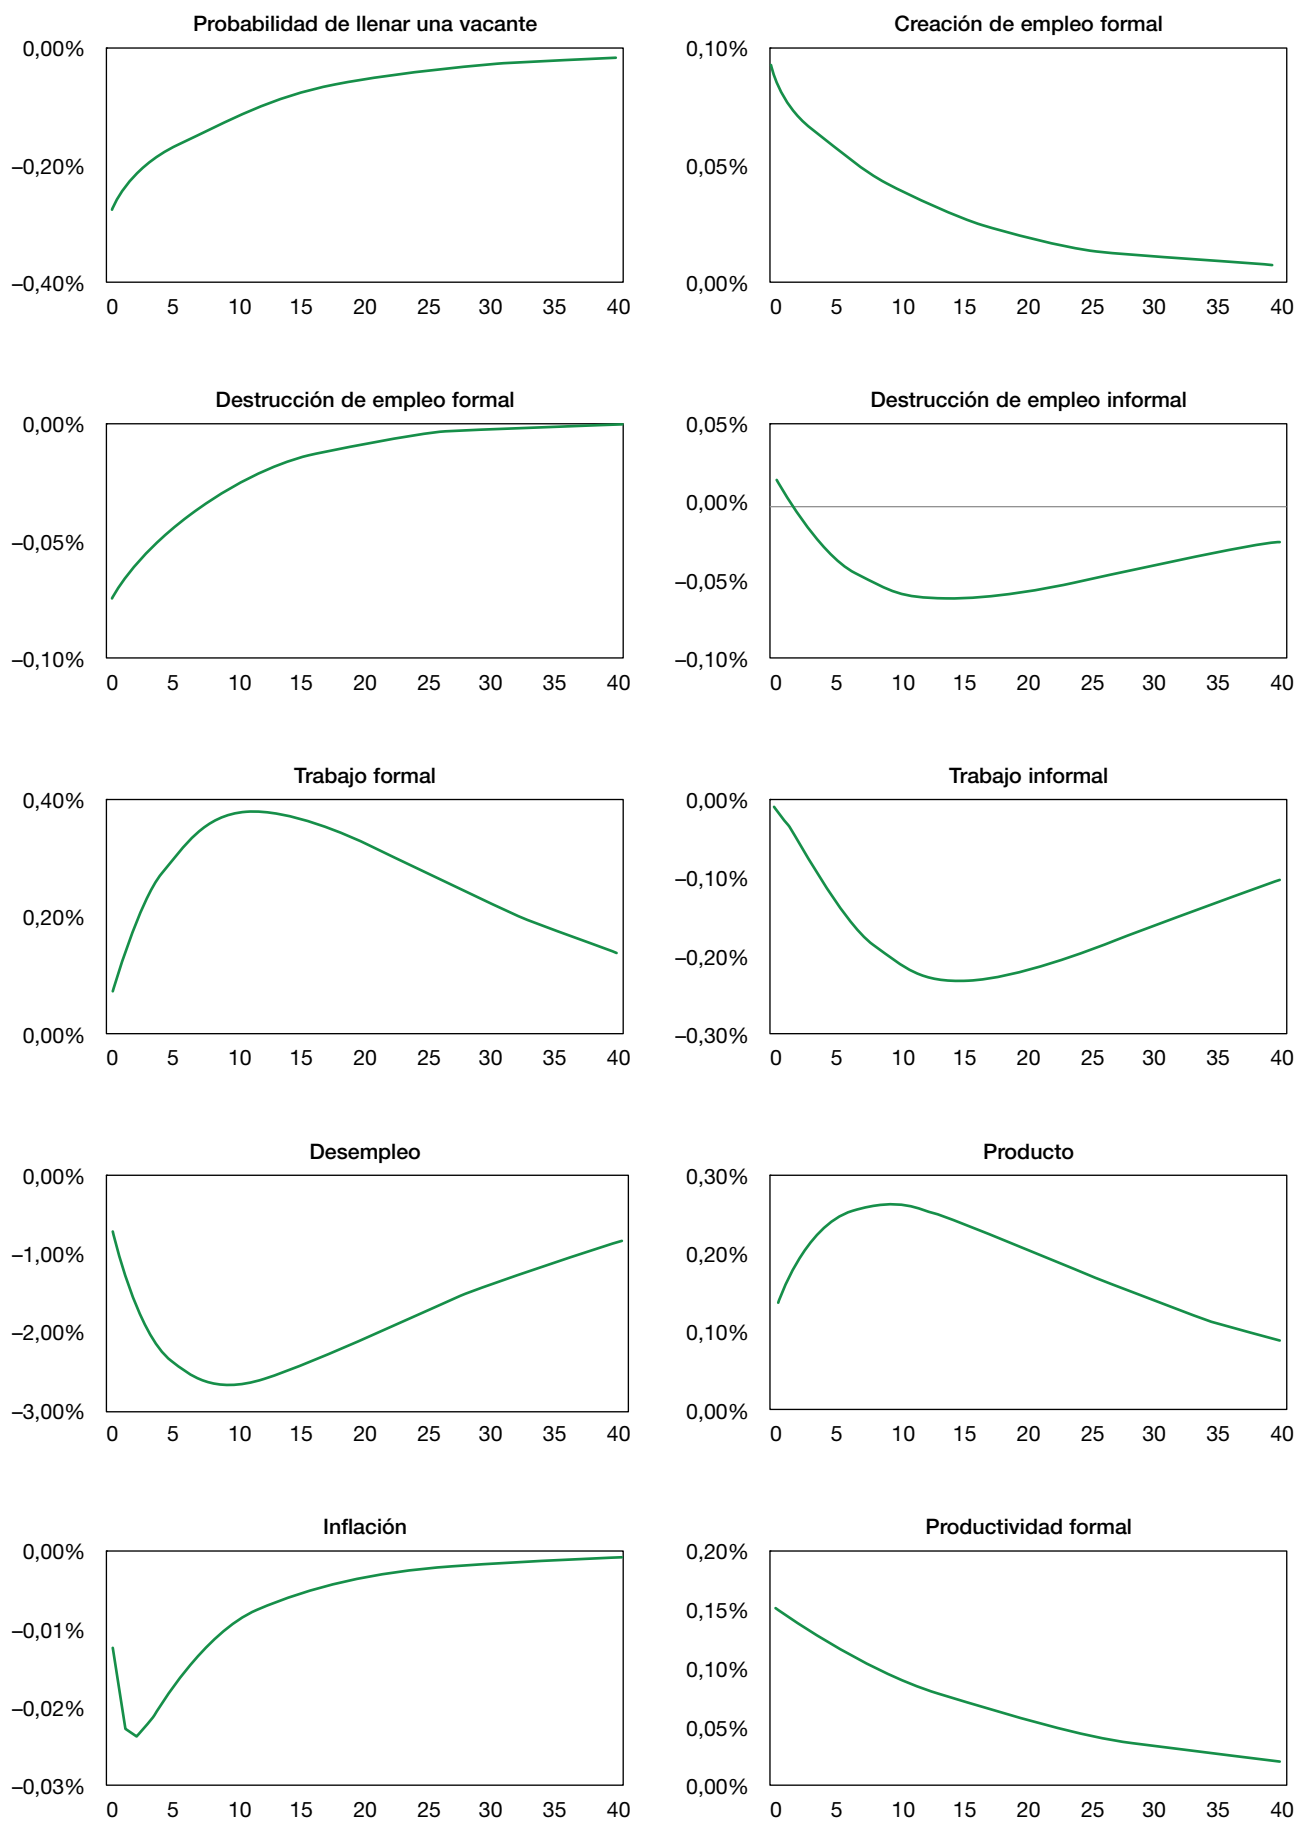 Probabilidad de llenar una vacante
0,00%
–0,20%
–0,40%
0 5 10 15 20 25 30 35 40
Creación de empleo formal
0,10%
0,05%
0,00%
0 5 10 15 20 25 30 35 40
Destrucción de empleo formal
0,00%
–0,05%
–0,10%
0 5 10 15 20 25 30 35 40
Destrucción de empleo informal
0,05%
0,00%
–0,05%
–0,10%
0 5 10 15 20 25 30 35 40
Trabajo formal
0,40%
0,20%
0,00%
0 5 10 15 20 25 30 35 40
Trabajo informal
0,00%
–0,10%
–0,20%
–0,30%
0 5 10 15 20 25 30 35 40
Desempleo
0,00%
–1,00%
–2,00%
–3,00%
0 5 10 15 20 25 30 35 40
Producto
0,30%
0,20%
0,10%
0,00%
0 5 10 15 20 25 30 35 40
Inflación
0,00%
–0,01%
–0,02%
–0,03%
0 5 10 15 20 25 30 35 40
Productividad formal
0,20%
0,15%
0,10%
0,05%
0,00%
0 5 10 15 20 25 30 35 40